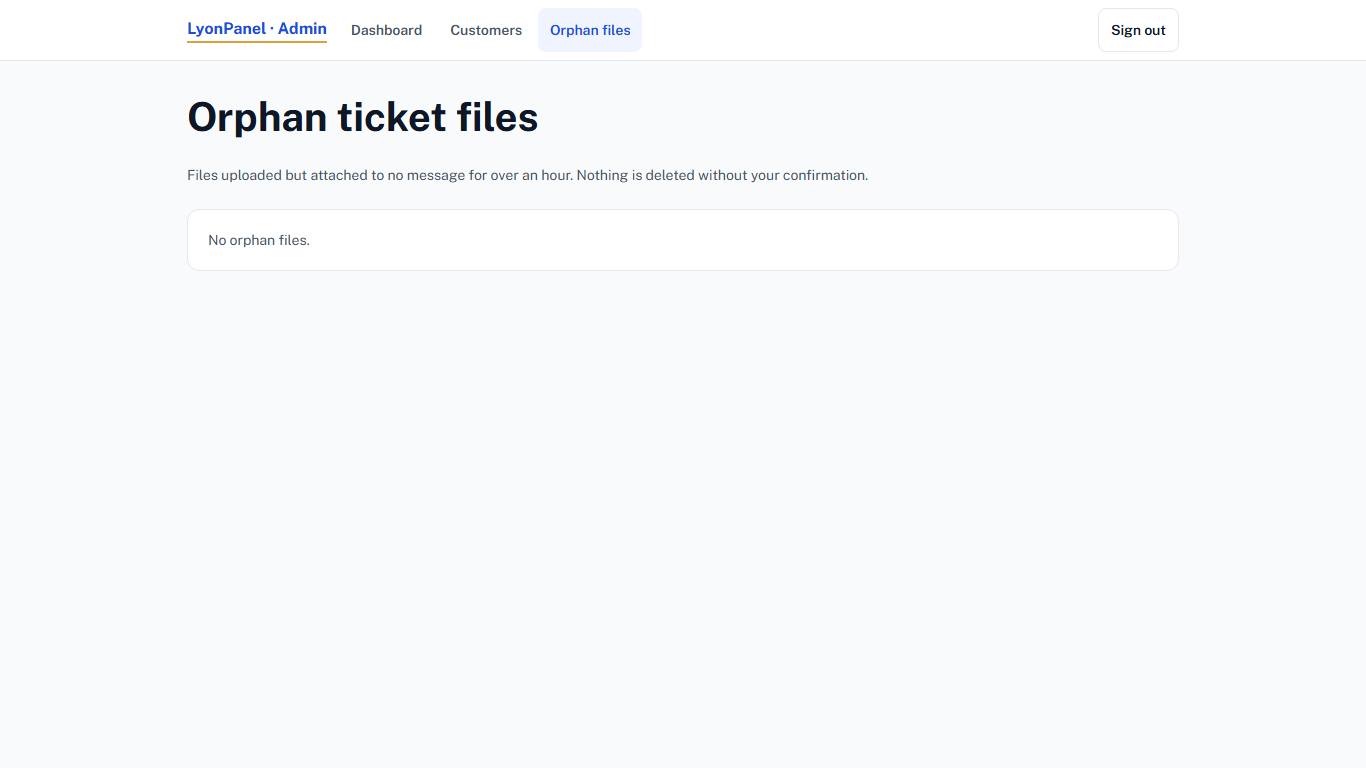 LyonPanel · Admin
Dashboard
Customers
Orphan files
Sign out
Orphan ticket files
Files uploaded but attached to no message for over an hour. Nothing is deleted without your confirmation.
No orphan files.